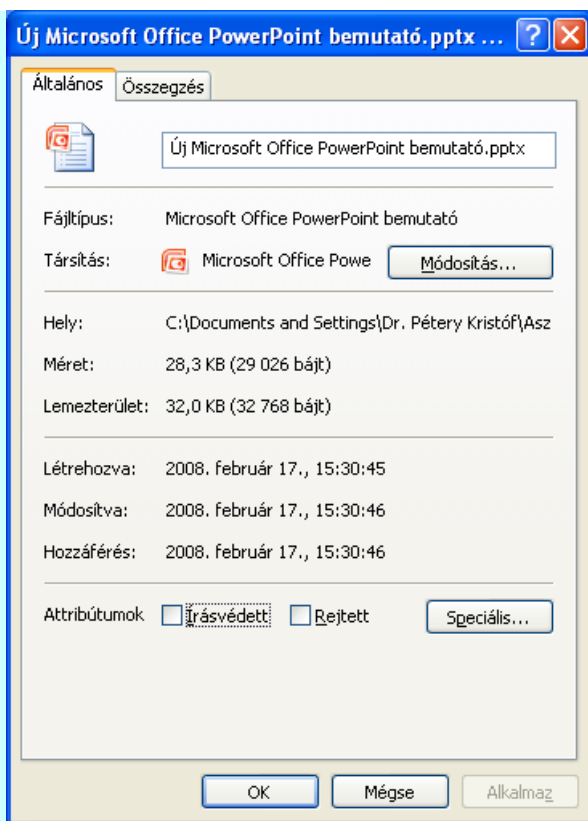 Új Microsoft Office PowerPoint bemutató.pptx ...
Általános Összegzés
Új Microsoft Office PowerPoint bemutató.pptx
Fájltípus: Microsoft Office PowerPoint bemutató
Társítás: Microsoft Office Powe Módosítás...
Hely: C:\Documents and Settings\Dr. Pétery Kristóf\Asz
Méret: 28,3 KB (29 026 bájt)
Lemezterület: 32,0 KB (32 768 bájt)
Létrehozva: 2008. február 17., 15:30:45
Módosítva: 2008. február 17., 15:30:46
Hozzáférés: 2008. február 17., 15:30:46
Attribútumok Írásvédett Rejtett Speciális...
OK Mégse Alkalmaz